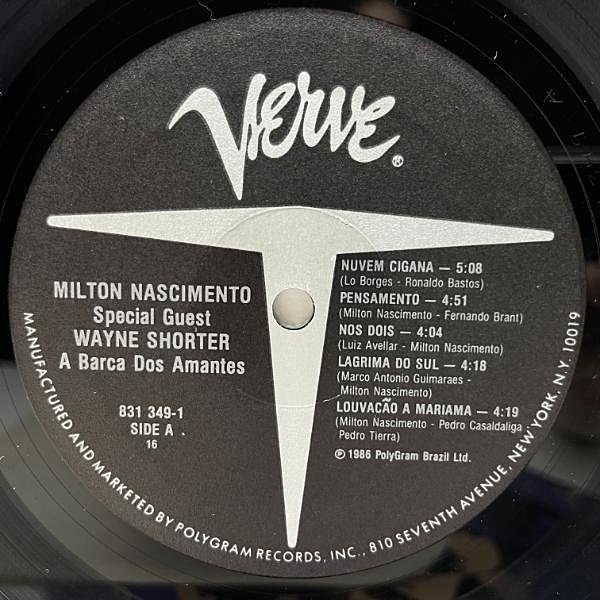 Verve®
MILTON NASCIMENTO
Special Guest
WAYNE SHORTER
A Barca Dos Amantes
831 349-1
SIDE A .
16
NUVEM CIGANA — 5:08
(Lo Borges - Ronaldo Bastos)
PENSAMENTO — 4:51
(Milton Nascimento - Fernando Brant)
NOS DOIS — 4:04
(Luiz Avellar - Milton Nascimento)
LAGRIMA DO SUL — 4:18
(Marco Antonio Guimaraes -
Milton Nascimento)
LOUVACÃO A MARIAMA — 4:19
(Milton Nascimento - Pedro Casaldaliga
Pedro Tierra)
℗ 1986 PolyGram Brazil Ltd.
MANUFACTURED AND MARKETED BY POLYGRAM RECORDS, INC., 810 SEVENTH AVENUE, NEW YORK, N.Y. 10019